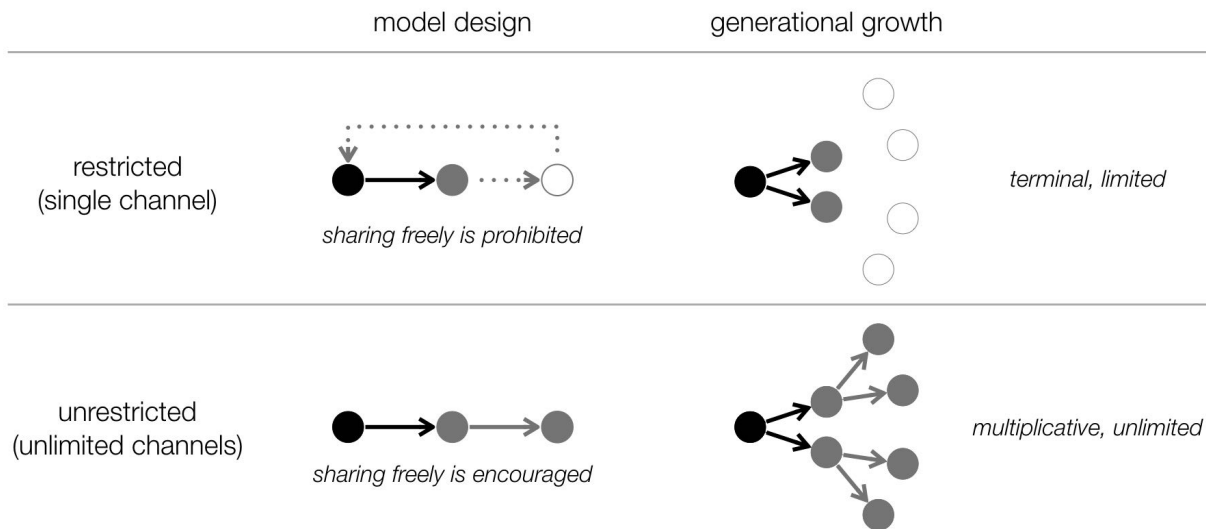 model design
generational growth
restricted
(single channel)
sharing freely is prohibited
terminal, limited
unrestricted
(unlimited channels)
sharing freely is encouraged
multiplicative, unlimited